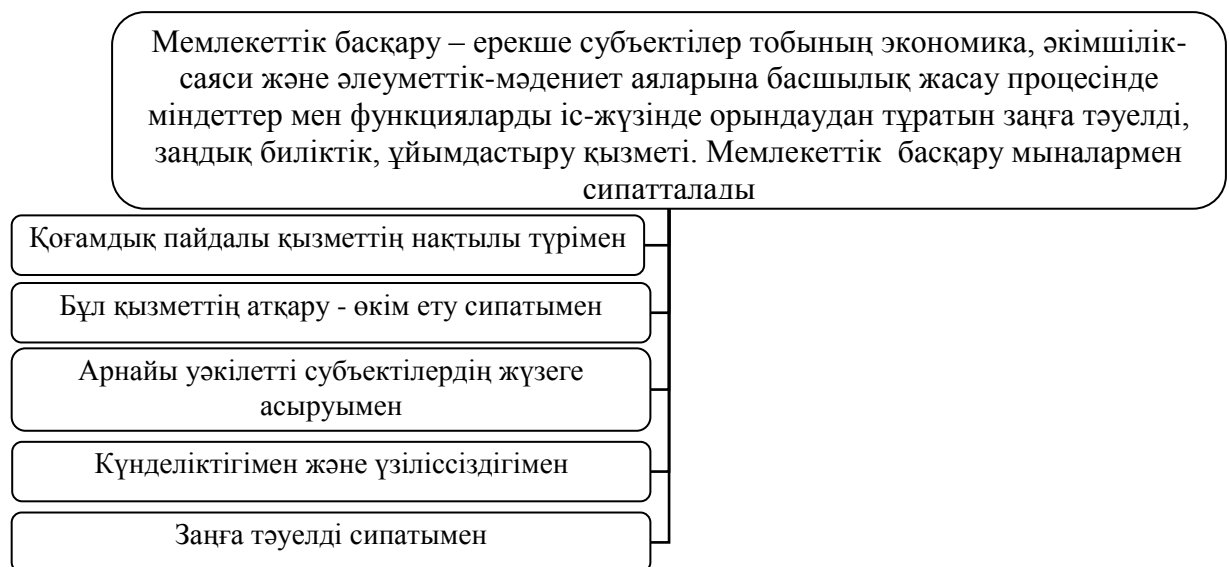 Мемлекеттік басқару – ерекше субъектілер тобының экономика, әкімшілік-
саяси және әлеуметтік-мәдениет аяларына басшылық жасау процесінде
міндеттер мен функцияларды іс-жүзінде орындаудан тұратын заңға тәуелді,
заңдық биліктік, ұйымдастыру қызметі. Мемлекеттік басқару мыналармен
сипатталады
Қоғамдық пайдалы қызметтің нақтылы түрімен
Бұл қызметтің атқару - өкім ету сипатымен
Арнайы уәкілетті субъектілердің жүзеге
асыруымен
Күнделіктігімен және үзіліссіздігімен
Заңға тәуелді сипатымен